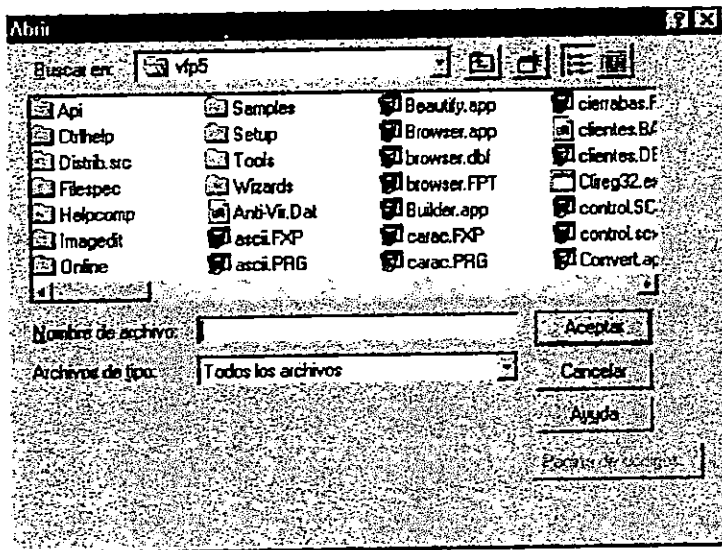 Abrir
Buscar en: vfp5
Api
Ctrlhelp
Distrib.src
Filespec
Helpcomp
Imagedit
Online
Samples
Setup
Tools
Wizards
Anti-Vir.Dat
ascii.FXP
ascii.PRG
Beautify.app
Browser.app
browser.dbf
browser.FPT
Builder.app
carac.FXP
carac.PRG
cierrabas.F
clientes.BA
clientes.DB
Clireg32.ex
control.SC
control.scx
Convert.ap
Nombre de archivo:
Archivos de tipo: Todos los archivos
Aceptar
Cancelar
Ayuda
Página de códigos...